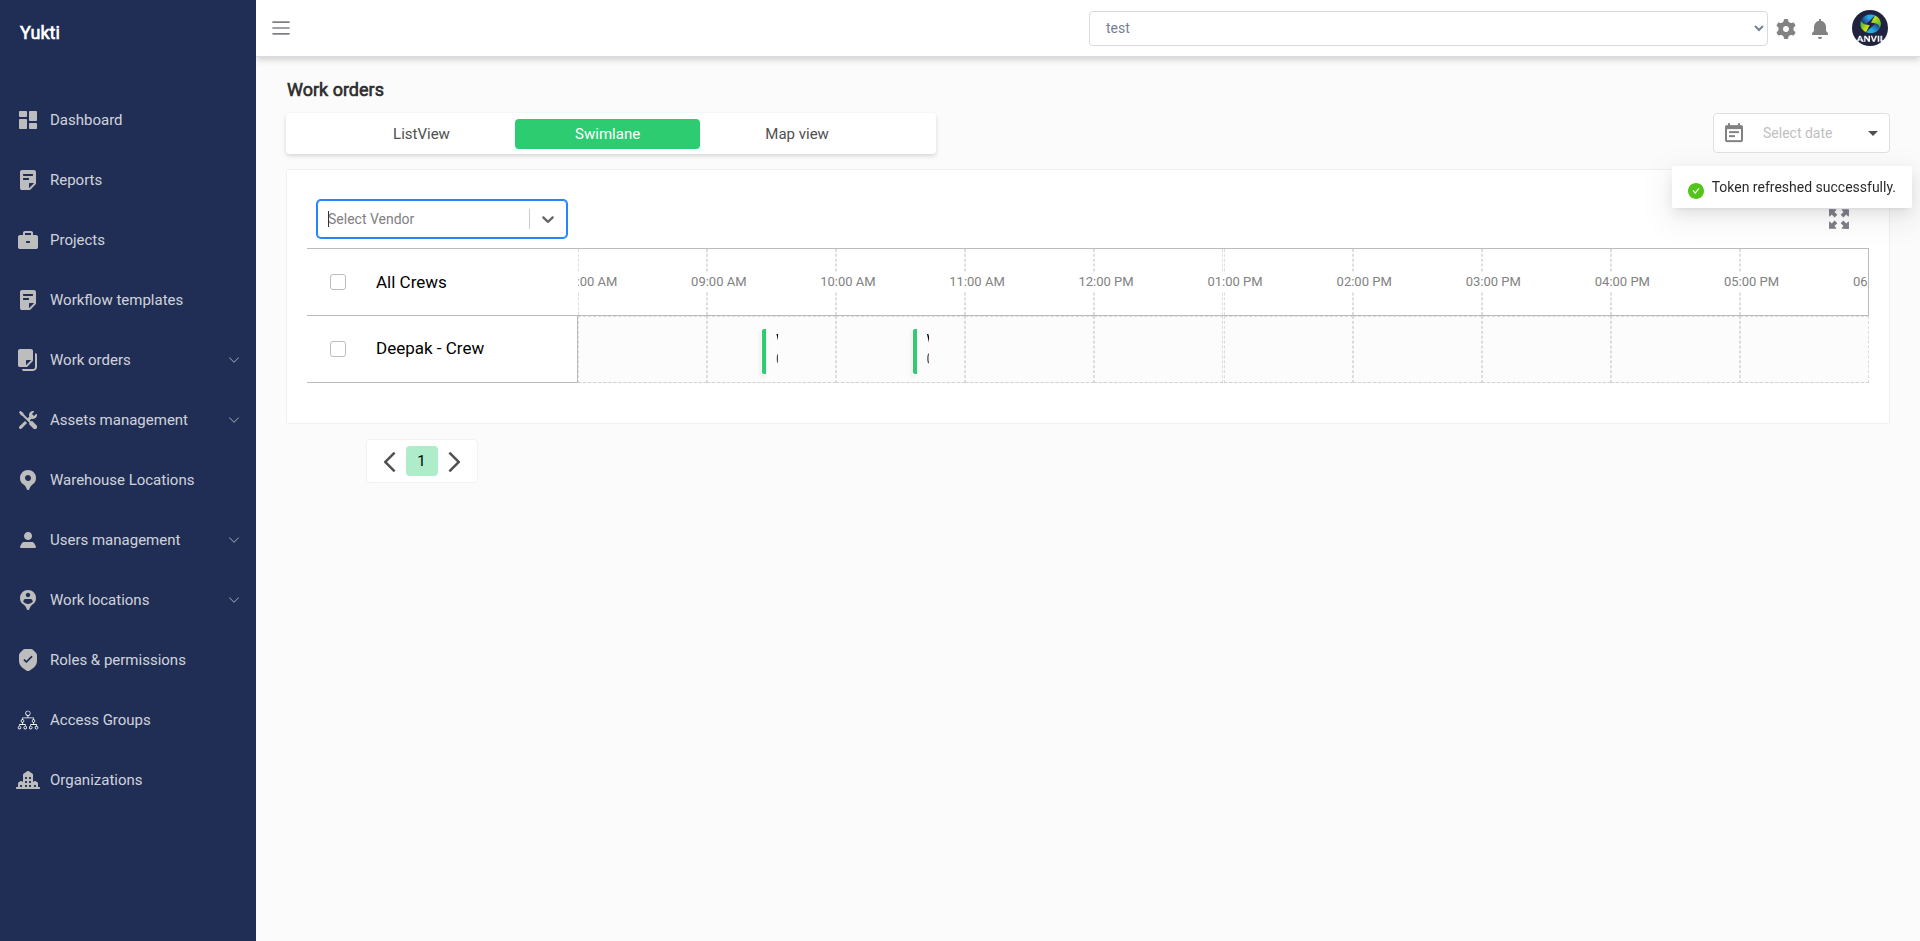 Yukti
test
ANVIL
Dashboard
Reports
Projects
Workflow templates
Work orders
Assets management
Warehouse Locations
Users management
Work locations
Roles & permissions
Access Groups
Organizations
Work orders
ListView Swimlane Map view
Select date
Token refreshed successfully.
Select Vendor
All Crews :00 AM 09:00 AM 10:00 AM 11:00 AM 12:00 PM 01:00 PM 02:00 PM 03:00 PM 04:00 PM 05:00 PM 06
Deepak - Crew
1